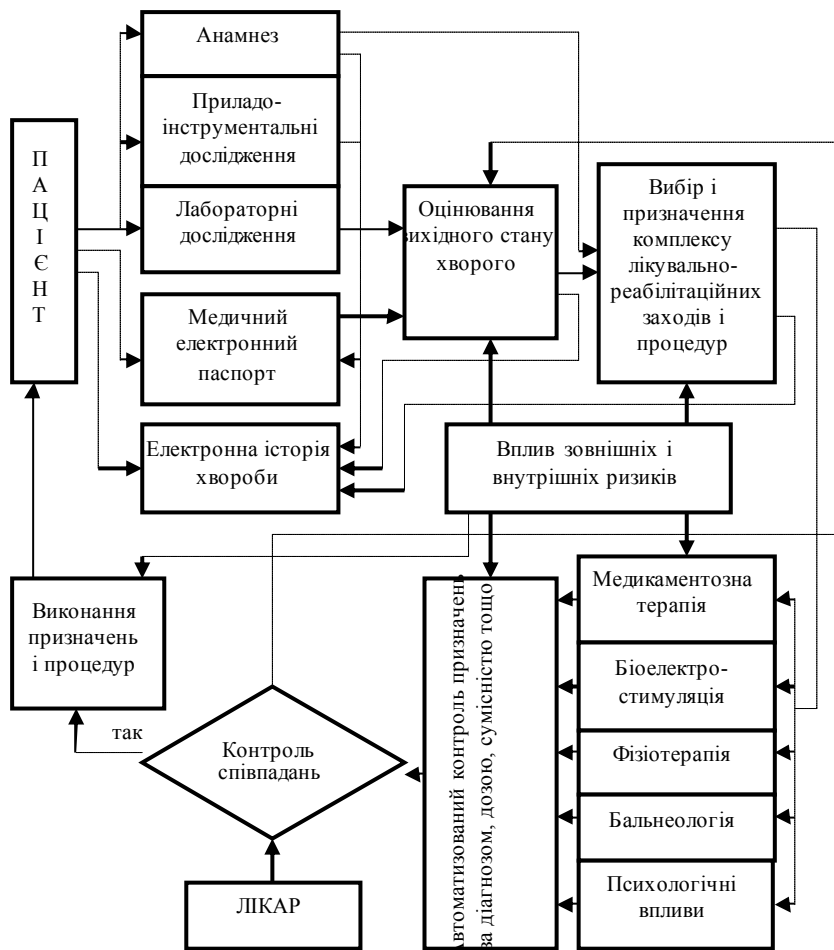 Анамнез
Приладо-
інструментальні
дослідження
Лабораторні
дослідження
ПАЦІЄНТ
Оцінювання
вихідного стану
хворого
Вибір і
призначення
комплексу
лікувально-
реабілітаційних
заходів і
процедур
Медичний
електронний
паспорт
Електронна історія
хвороби
Вплив зовнішніх і
внутрішніх ризиків
Виконання
призначень
і процедур
так
Контроль
співпадань
ЛІКАР
Автоматизований контроль призначень
за діагнозом, дозою, сумісністю тощо
Медикаментозна
терапія
Біоелектро-
стимуляція
Фізіотерапія
Бальнеологія
Психологічні
впливи